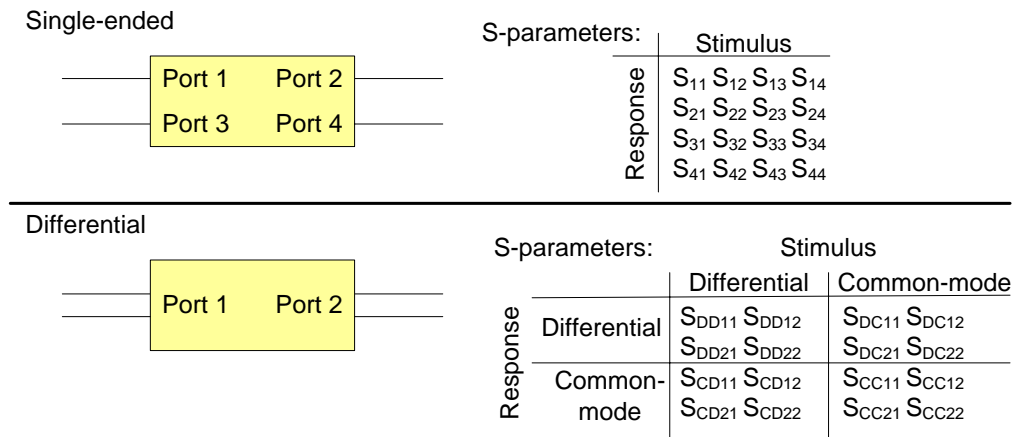 Single-ended
Port 1 Port 2
Port 3 Port 4
S-parameters:
Stimulus
Response
S11 S12 S13 S14
S21 S22 S23 S24
S31 S32 S33 S34
S41 S42 S43 S44
Differential
Port 1 Port 2
S-parameters:
Stimulus
Differential Common-mode
Response
Differential
SDD11 SDD12 SDC11 SDC12
SDD21 SDD22 SDC21 SDC22
Common-
mode
SCD11 SCD12 SCC11 SCC12
SCD21 SCD22 SCC21 SCC22